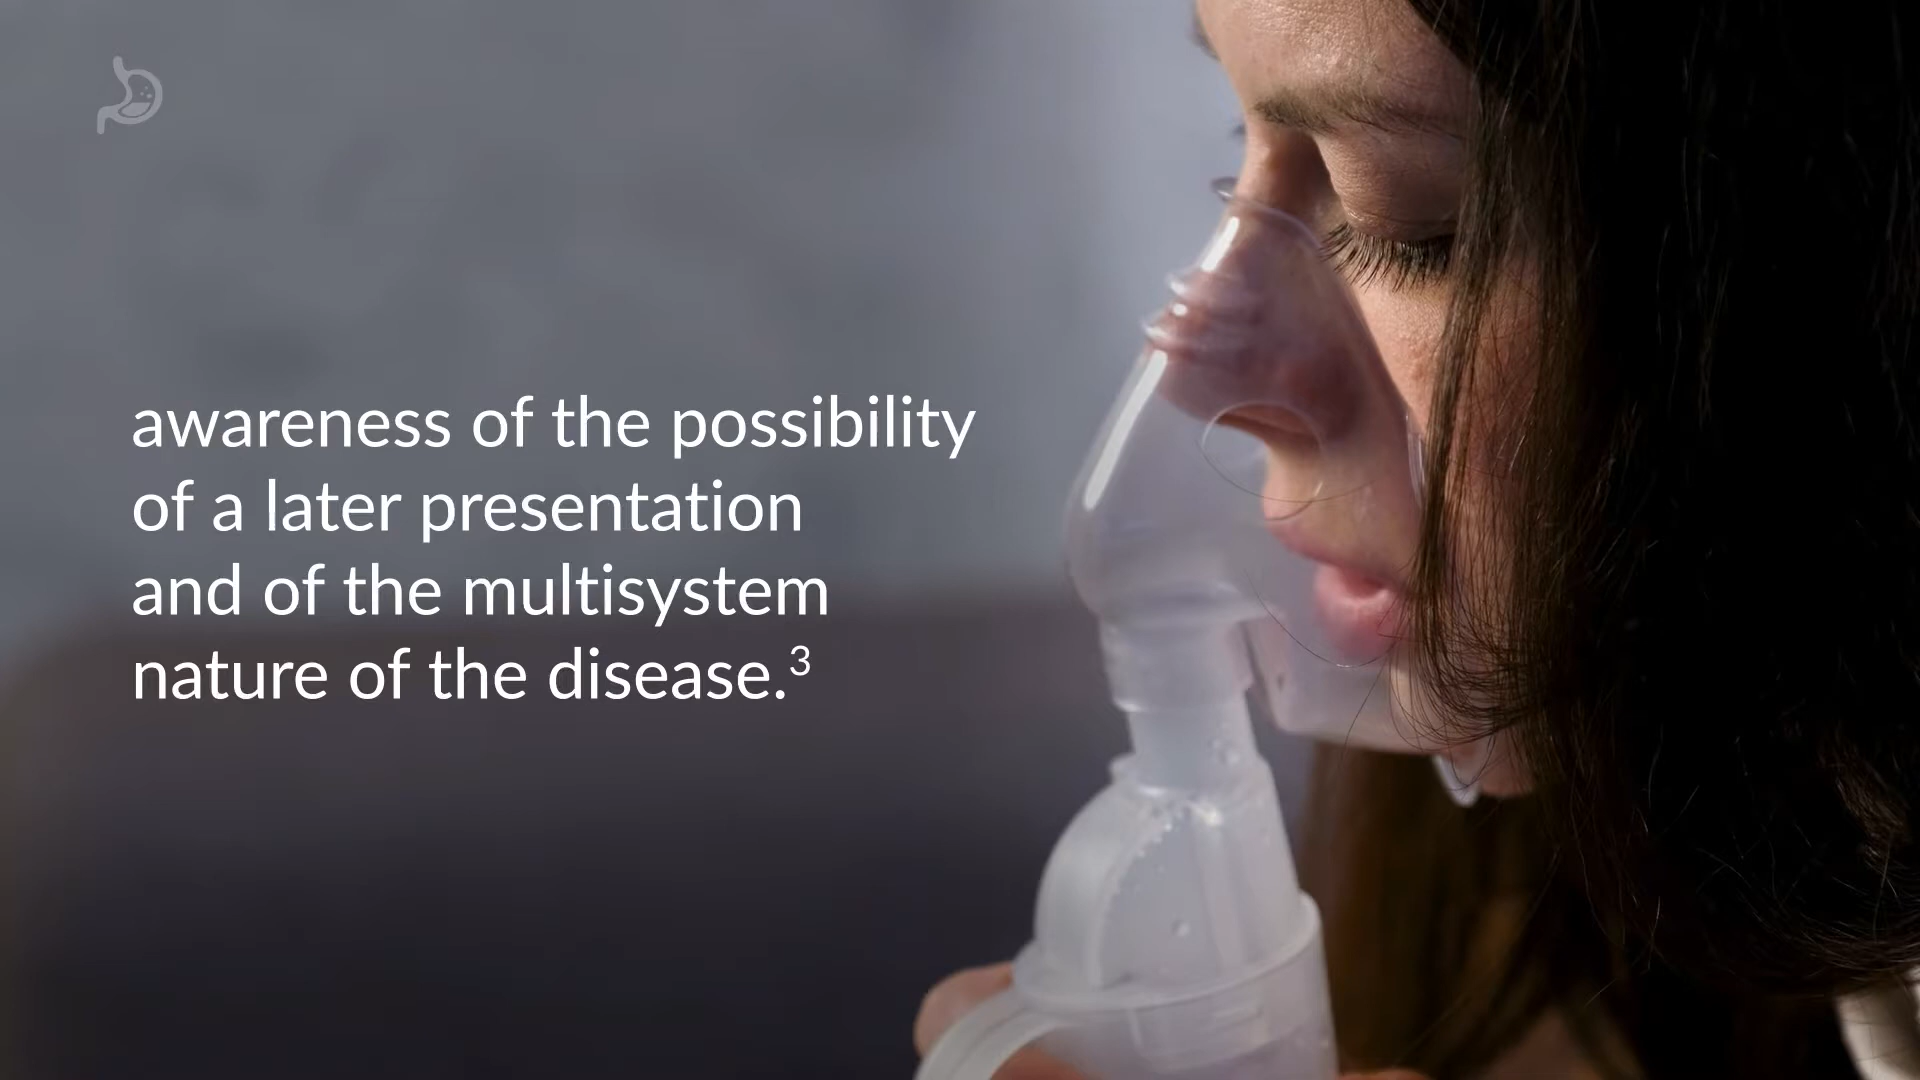 awareness of the possibility
of a later presentation
and of the multisystem
nature of the disease.³